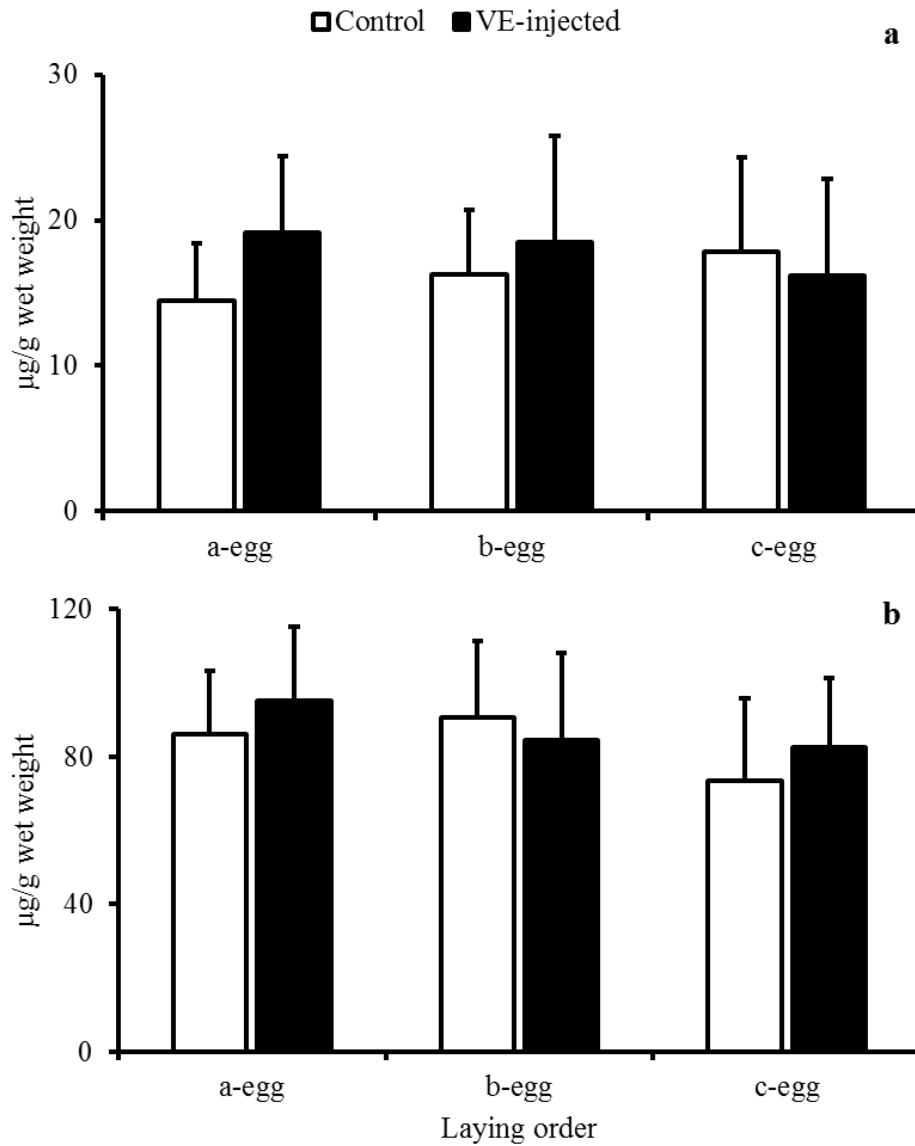 Control VE-injected
a
30
20
10
0
µg/g wet weight
a-egg b-egg c-egg
b
120
80
40
0
µg/g wet weight
a-egg b-egg c-egg
Laying order